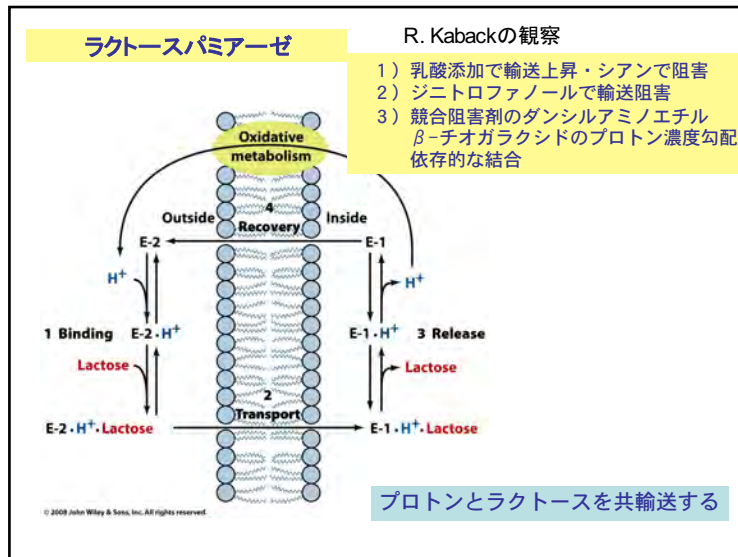 ラクトースパミアーゼ
R. Kabackの観察
1）乳酸添加で輸送上昇・シアンで阻害
2）ジニトロファノールで輸送阻害
3）競合阻害剤のダンシルアミノエチル
β-チオガラクシドのプロトン濃度勾配
依存的な結合
Oxidative
metabolism
Outside
4
Inside
Recovery
E-2
E-1
H+
H+
1 Binding
E-2·H+
E-1·H+
3 Release
Lactose
Lactose
2
Transport
E-2·H+·Lactose
E-1·H+·Lactose
© 2008 John Wiley & Sons, Inc. All rights reserved.
プロトンとラクトースを共輸送する